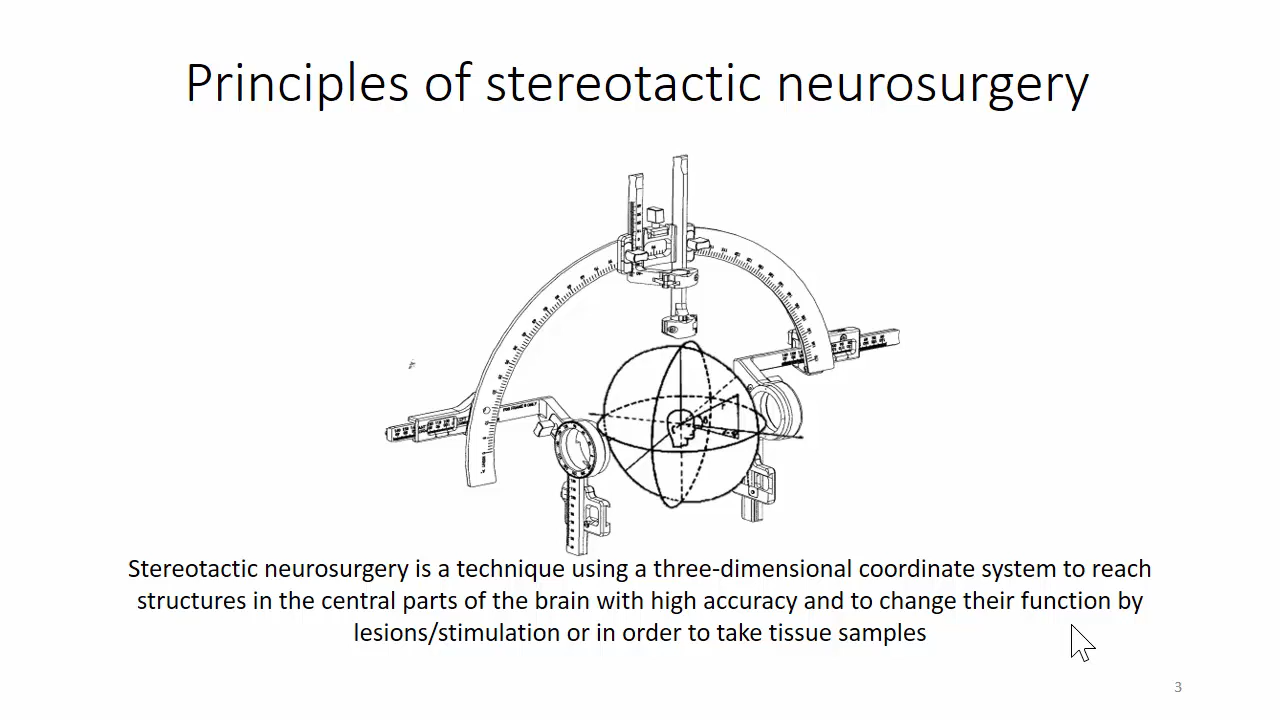 Principles of stereotactic neurosurgery
Stereotactic neurosurgery is a technique using a three-dimensional coordinate system to reach
structures in the central parts of the brain with high accuracy and to change their function by
lesions/stimulation or in order to take tissue samples
3